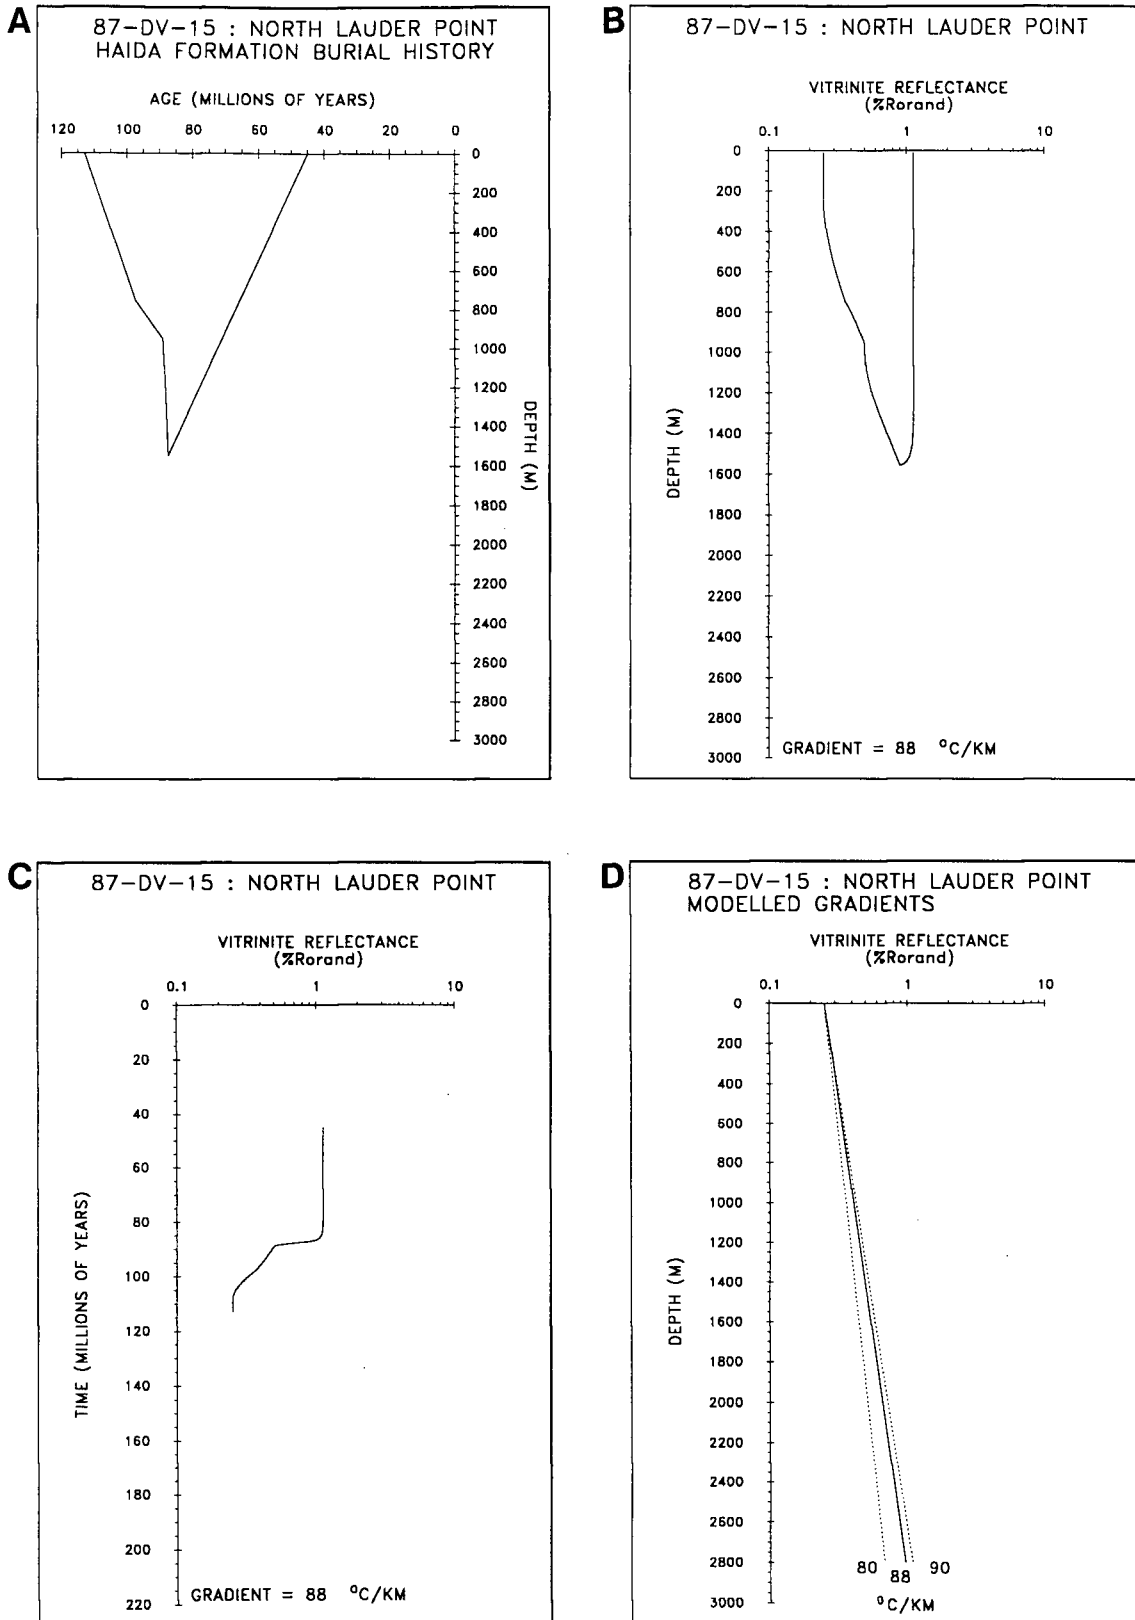 A
87-DV-15 : NORTH LAUDER POINT
HAIDA FORMATION BURIAL HISTORY
AGE (MILLIONS OF YEARS)
120 100 80 60 40 20 0
0
200
400
600
800
1000
1200
1400
1600
1800
2000
2200
2400
2600
2800
3000
DEPTH (M)
B
87-DV-15 : NORTH LAUDER POINT
VITRINITE REFLECTANCE
(%Rorand)
0.1 1 10
0
200
400
600
800
1000
1200
1400
1600
1800
2000
2200
2400
2600
2800
3000
DEPTH (M)
GRADIENT = 88 °C/KM
C
87-DV-15 : NORTH LAUDER POINT
VITRINITE REFLECTANCE
(%Rorand)
0.1 1 10
0
20
40
60
80
100
120
140
160
180
200
220
TIME (MILLIONS OF YEARS)
GRADIENT = 88 °C/KM
D
87-DV-15 : NORTH LAUDER POINT
MODELLED GRADIENTS
VITRINITE REFLECTANCE
(%Rorand)
0.1 1 10
0
200
400
600
800
1000
1200
1400
1600
1800
2000
2200
2400
2600
2800
3000
DEPTH (M)
80 88 90
°C/KM